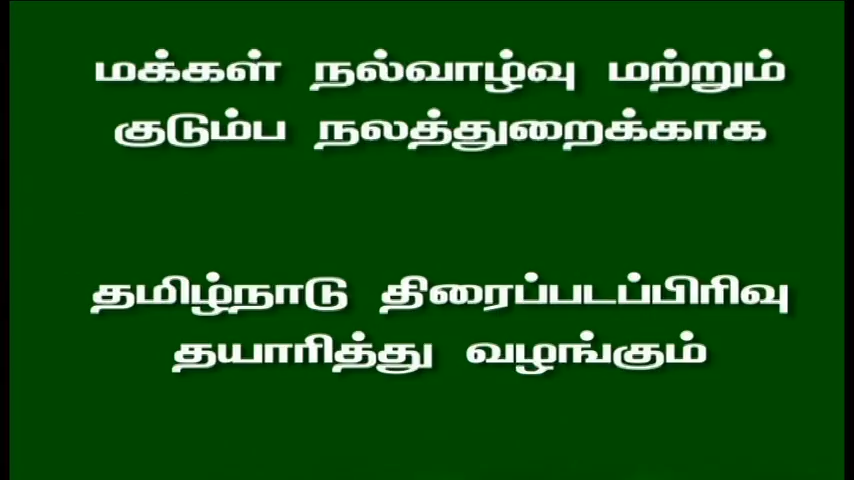 மக்கள் நல்வாழ்வு மற்றும்
குடும்ப நலத்துறைக்காக
தமிழ்நாடு திரைப்படப்பிரிவு
தயாரித்து வழங்கும்